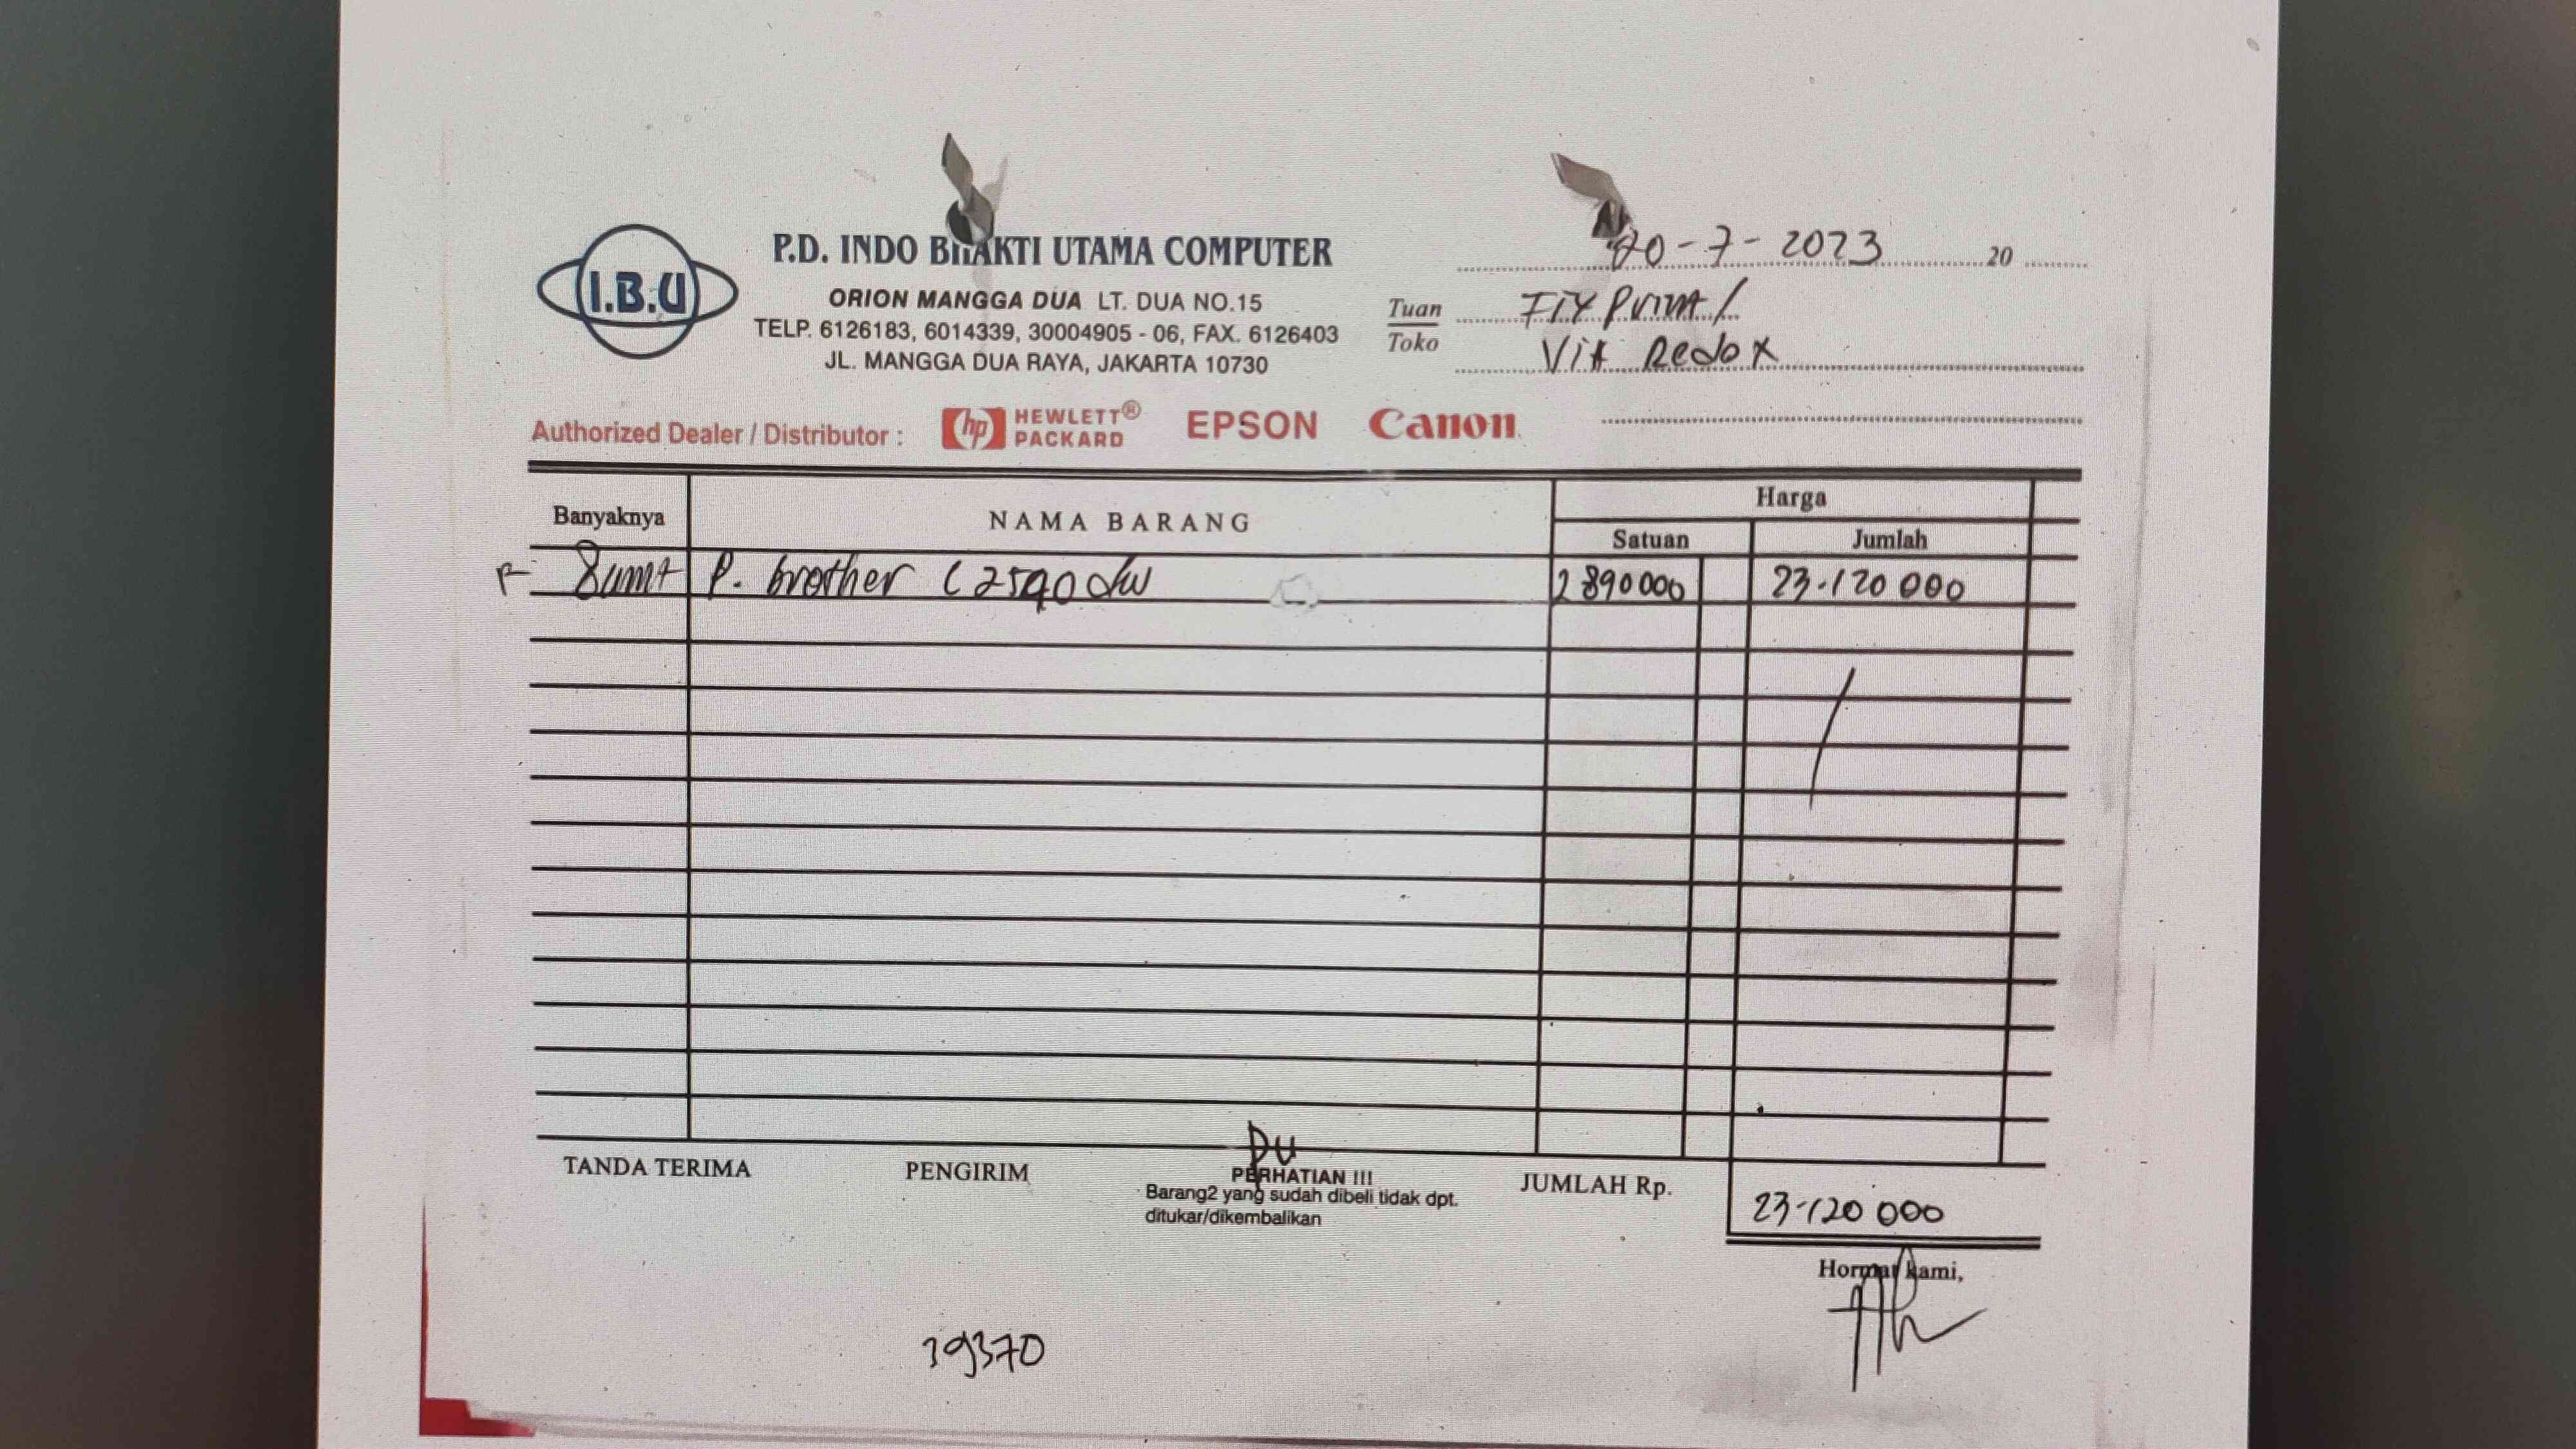 I.B.U
P.D. INDO BHAKTI UTAMA COMPUTER
ORION MANGGA DUA LT. DUA NO.15
TELP. 6126183, 6014339, 30004905 - 06, FAX. 6126403
JL. MANGGA DUA RAYA, JAKARTA 10730
20-7-2023 20
Tuan
Toko
Via Redox
Authorized Dealer / Distributor : hp HEWLETT® PACKARD EPSON Canon
Banyaknya NAMA BARANG Harga
Satuan Jumlah
8 P. brother L2540dw 2890000 23.120 000
TANDA TERIMA PENGIRIM PERHATIAN !!! JUMLAH Rp.
Barang2 yang sudah dibeli tidak dpt.
ditukar/dikembalikan
23.120 000
Hormat kami,
39370